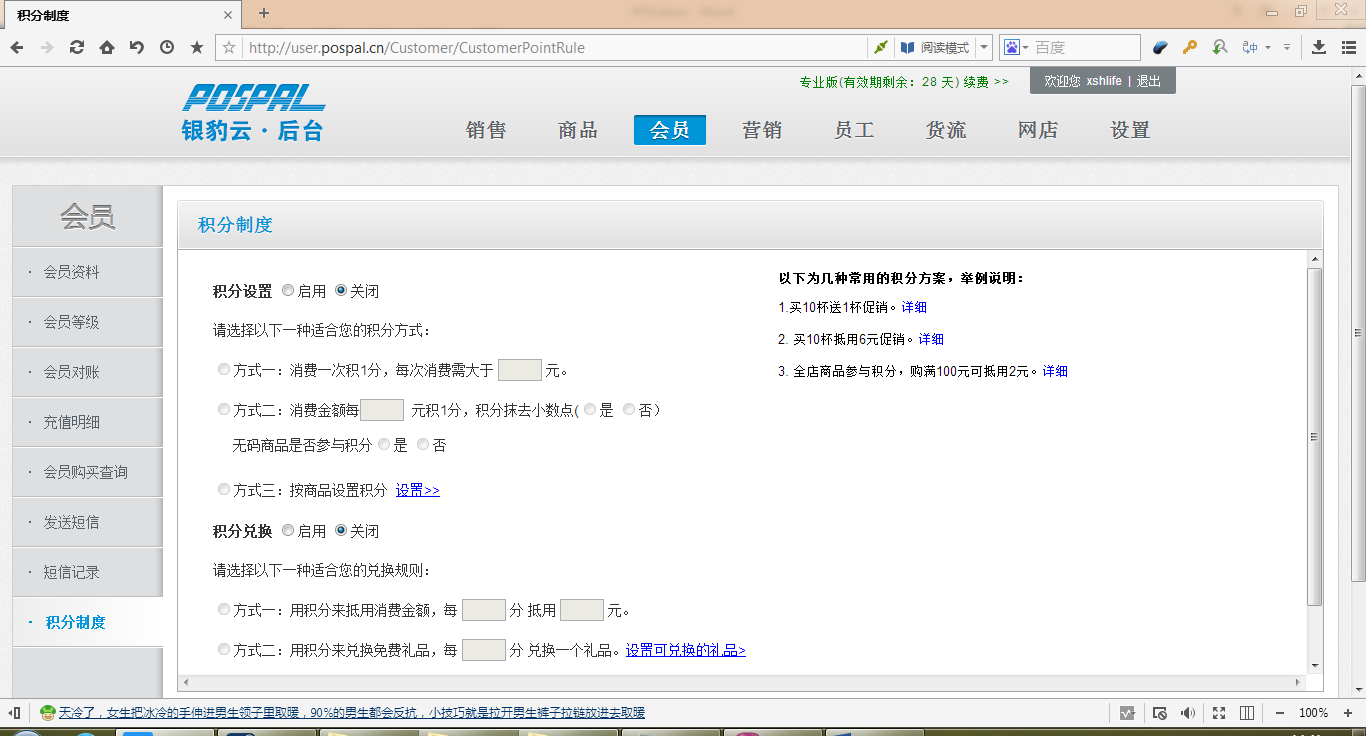 积分制度
http://user.pospal.cn/Customer/CustomerPointRule
阅读模式
百度
专业版(有效期剩余：28 天) 续费 >>
欢迎您 xshlife | 退出
POSPAL
银豹云·后台
销售 商品 会员 营销 员工 货流 网店 设置
会员
· 会员资料
· 会员等级
· 会员对账
· 充值明细
· 会员购买查询
· 发送短信
· 短信记录
· 积分制度
积分制度
积分设置 启用 关闭
请选择以下一种适合您的积分方式：
方式一：消费一次积1分，每次消费需大于 元。
方式二：消费金额每 元积1分，积分抹去小数点( 是 否）
无码商品是否参与积分 是 否
方式三：按商品设置积分 设置>>
积分兑换 启用 关闭
请选择以下一种适合您的兑换规则：
方式一：用积分来抵用消费金额，每 分 抵用 元。
方式二：用积分来兑换免费礼品，每 分 兑换一个礼品。设置可兑换的礼品>
以下为几种常用的积分方案，举例说明：
1.买10杯送1杯促销。详细
2. 买10杯抵用6元促销。详细
3. 全店商品参与积分，购满100元可抵用2元。详细
天冷了，女生把冰冷的手伸进男生领子里取暖，90%的男生都会反抗，小技巧就是拉开男生裤子拉链放进去取暖
100%